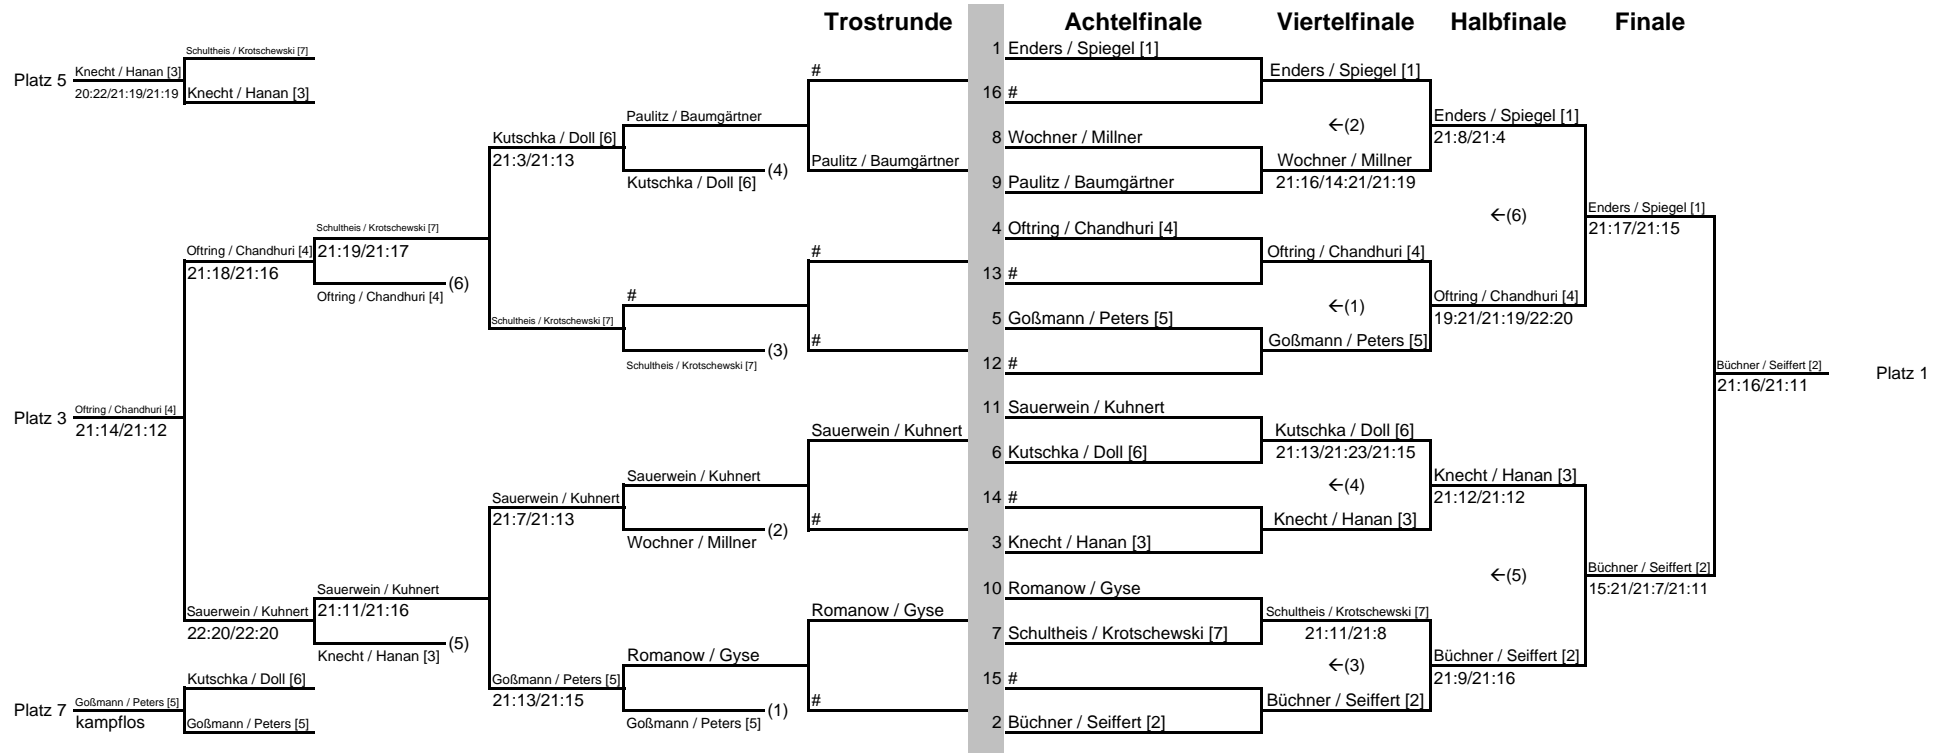 Trostrunde Achtelfinale Viertelfinale Halbfinale Finale
Schultheis / Krotschewski [7]
1 Enders / Spiegel [1]
Platz 5 Knecht / Hanan [3]
# Enders / Spiegel [1]
20:22/21:19/21:19 Knecht / Hanan [3]
16 #
Paulitz / Baumgärtner
←(2)
Enders / Spiegel [1]
Kutschka / Doll [6]
8 Wochner / Millner
21:8/21:4
21:3/21:13
(4)
Paulitz / Baumgärtner
Wochner / Millner
Kutschka / Doll [6]
9 Paulitz / Baumgärtner
21:16/14:21/21:19
Enders / Spiegel [1]
←(6)
Schultheis / Krotschewski [7]
4 Oftring / Chandhuri [4]
21:17/21:15
Oftring / Chandhuri [4]
21:19/21:17
#
Oftring / Chandhuri [4]
21:18/21:16
13 #
(6)
Oftring / Chandhuri [4]
#
←(1)
Oftring / Chandhuri [4]
Schultheis / Krotschewski [7]
5 Goßmann / Peters [5]
19:21/21:19/22:20
(3)
#
Goßmann / Peters [5]
Schultheis / Krotschewski [7]
12 #
Büchner / Seiffert [2]
Platz 1
21:16/21:11
Platz 3 Oftring / Chandhuri [4]
11 Sauerwein / Kuhnert
21:14/21:12
Sauerwein / Kuhnert
Kutschka / Doll [6]
6 Kutschka / Doll [6]
21:13/21:23/21:15
Sauerwein / Kuhnert
←(4)
Knecht / Hanan [3]
Sauerwein / Kuhnert
14 #
21:12/21:12
21:7/21:13
(2)
#
Knecht / Hanan [3]
Wochner / Millner
3 Knecht / Hanan [3]
←(5)
Büchner / Seiffert [2]
Sauerwein / Kuhnert
10 Romanow / Gyse
15:21/21:7/21:11
Sauerwein / Kuhnert
21:11/21:16
Romanow / Gyse
Schultheis / Krotschewski [7]
22:20/22:20
7 Schultheis / Krotschewski [7]
21:11/21:8
(5)
Knecht / Hanan [3]
Romanow / Gyse
←(3)
Büchner / Seiffert [2]
Kutschka / Doll [6]
Goßmann / Peters [5]
15 #
21:9/21:16
Platz 7 Goßmann / Peters [5]
21:13/21:15
(1)
#
Büchner / Seiffert [2]
kampflos
Goßmann / Peters [5]
Goßmann / Peters [5]
2 Büchner / Seiffert [2]